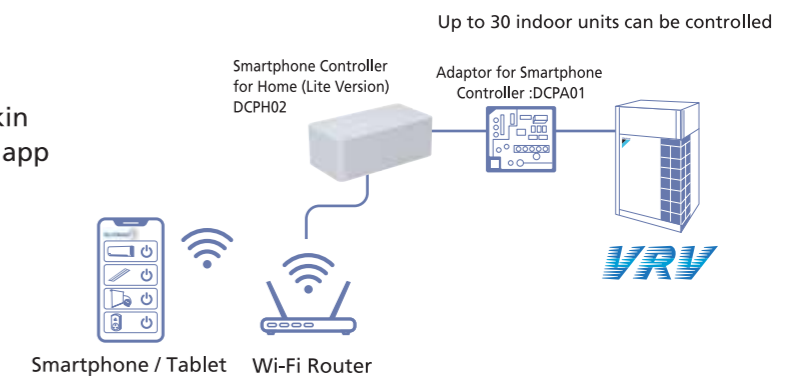 Up to 30 indoor units can be controlled
Smartphone Controller
for Home (Lite Version)
DCPH02
Adaptor for Smartphone
Controller :DCPA01
app
VRV
Smartphone / Tablet
Wi-Fi Router